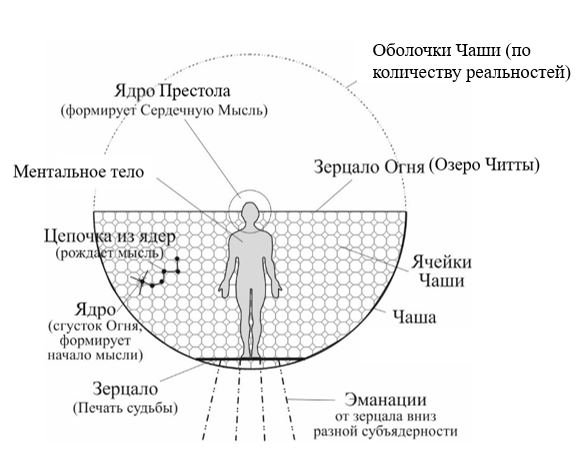 Оболочки Чаши (по
количеству реальностей)
Ядро Престола
(формирует Сердечную Мысль)
Ментальное тело
Зерцало Огня (Озеро Читты)
Цепочка из ядер
(рождает мысль)
Ячейки
Чаши
Ядро
(сгусток Огня,
формирует
начало мысли)
Чаша
Зерцало
(Печать судьбы)
Эманации
от зерцала вниз
разной субъядерности